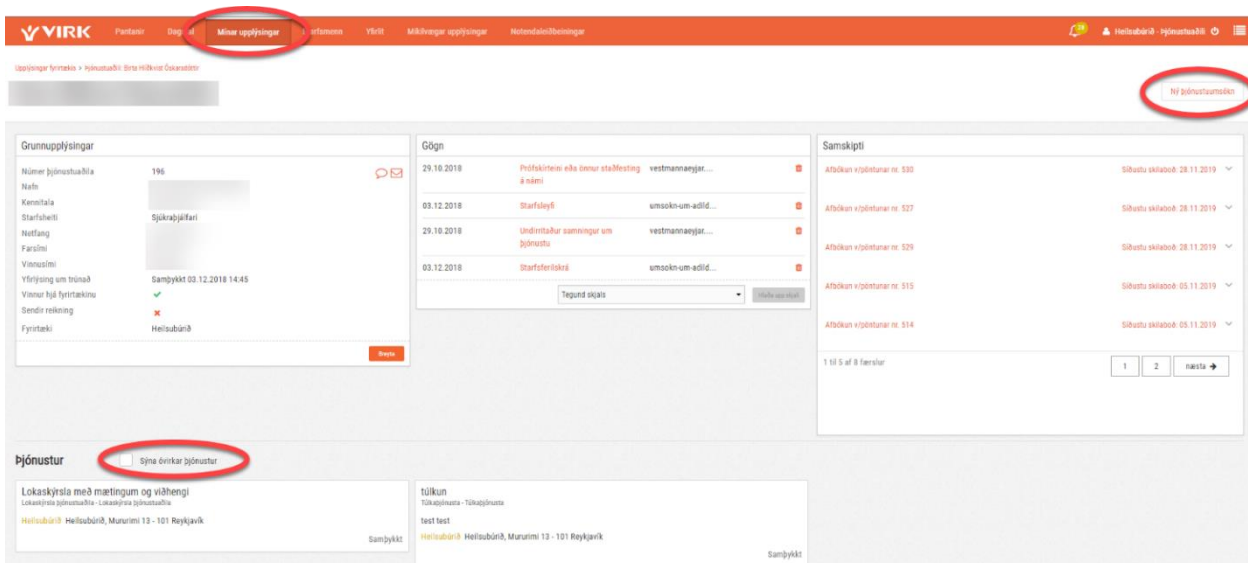 VIRK
Pantanir
Mínar upplýsingar
Yfirlit
Mikilvægar upplýsingar
Notendaleiðbeiningar
Heilsubúrið - Þjónustuaðili
Upplýsingar fyrirtækis > Þjónustuaðili: Birta Hlíðkvist Óskarsdóttir
Ný þjónustuumsókn
Grunnupplýsingar
Númer þjónustuaðila 196
Nafn
Kennitala
Starfsheiti Sjúkraþjálfari
Netfang
Farsími
Vinnusími
Yfirlýsing um trúnað Samþykkt 03.12.2018 14:45
Vinnur hjá fyrirtækinu
Sendir reikning
Fyrirtæki Heilsubúrið
Breyta
Gögn
29.10.2018 Prófskírteini eða önnur staðfesting vestmannaeyjar....
á námi
03.12.2018 Starfsleyfi umsokn-um-adild...
29.10.2018 Undirritaður samningur um vestmannaeyjar....
þjónustu
03.12.2018 Starfsferilskrá umsokn-um-adild...
Tegund skjals
Samskipti
Afbókun v/pöntunar nr. 530 Síðustu skilaboð: 28.11.2019
Afbókun v/pöntunar nr. 527 Síðustu skilaboð: 28.11.2019
Afbókun v/pöntunar nr. 529 Síðustu skilaboð: 28.11.2019
Afbókun v/pöntunar nr. 515 Síðustu skilaboð: 05.11.2019
Afbókun v/pöntunar nr. 514 Síðustu skilaboð: 05.11.2019
1 til 5 af 8 færslur
1 2 næsta →
Þjónustur
Sýna óvirkar þjónustur
Lokaskýrsla með mætingum og viðhengi
Lokaskýrsla þjónustuaðila - Lokaskýrsla þjónustuaðila
Heilsubúrið Heilsubúrið, Mururimi 13 - 101 Reykjavík
Samþykkt
túlkun
Túlkaþjónusta - Túlkaþjónusta
test test
Heilsubúrið Heilsubúrið, Mururimi 13 - 101 Reykjavík
Samþykkt